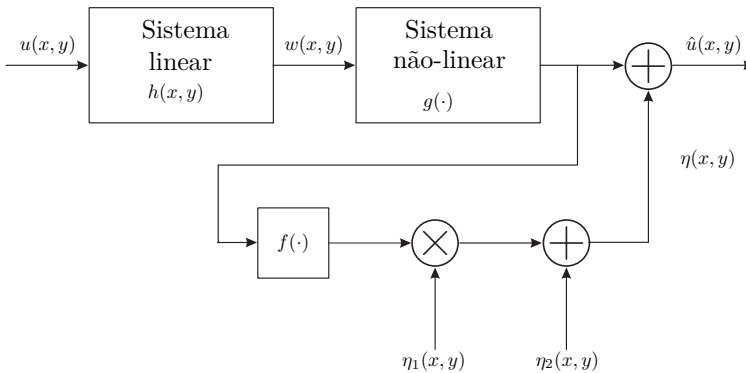 u(x, y)
Sistema
linear
h(x, y)
w(x, y)
Sistema
não-linear
g(·)
û(x, y)
η(x, y)
f(·)
η₁(x, y)
η₂(x, y)